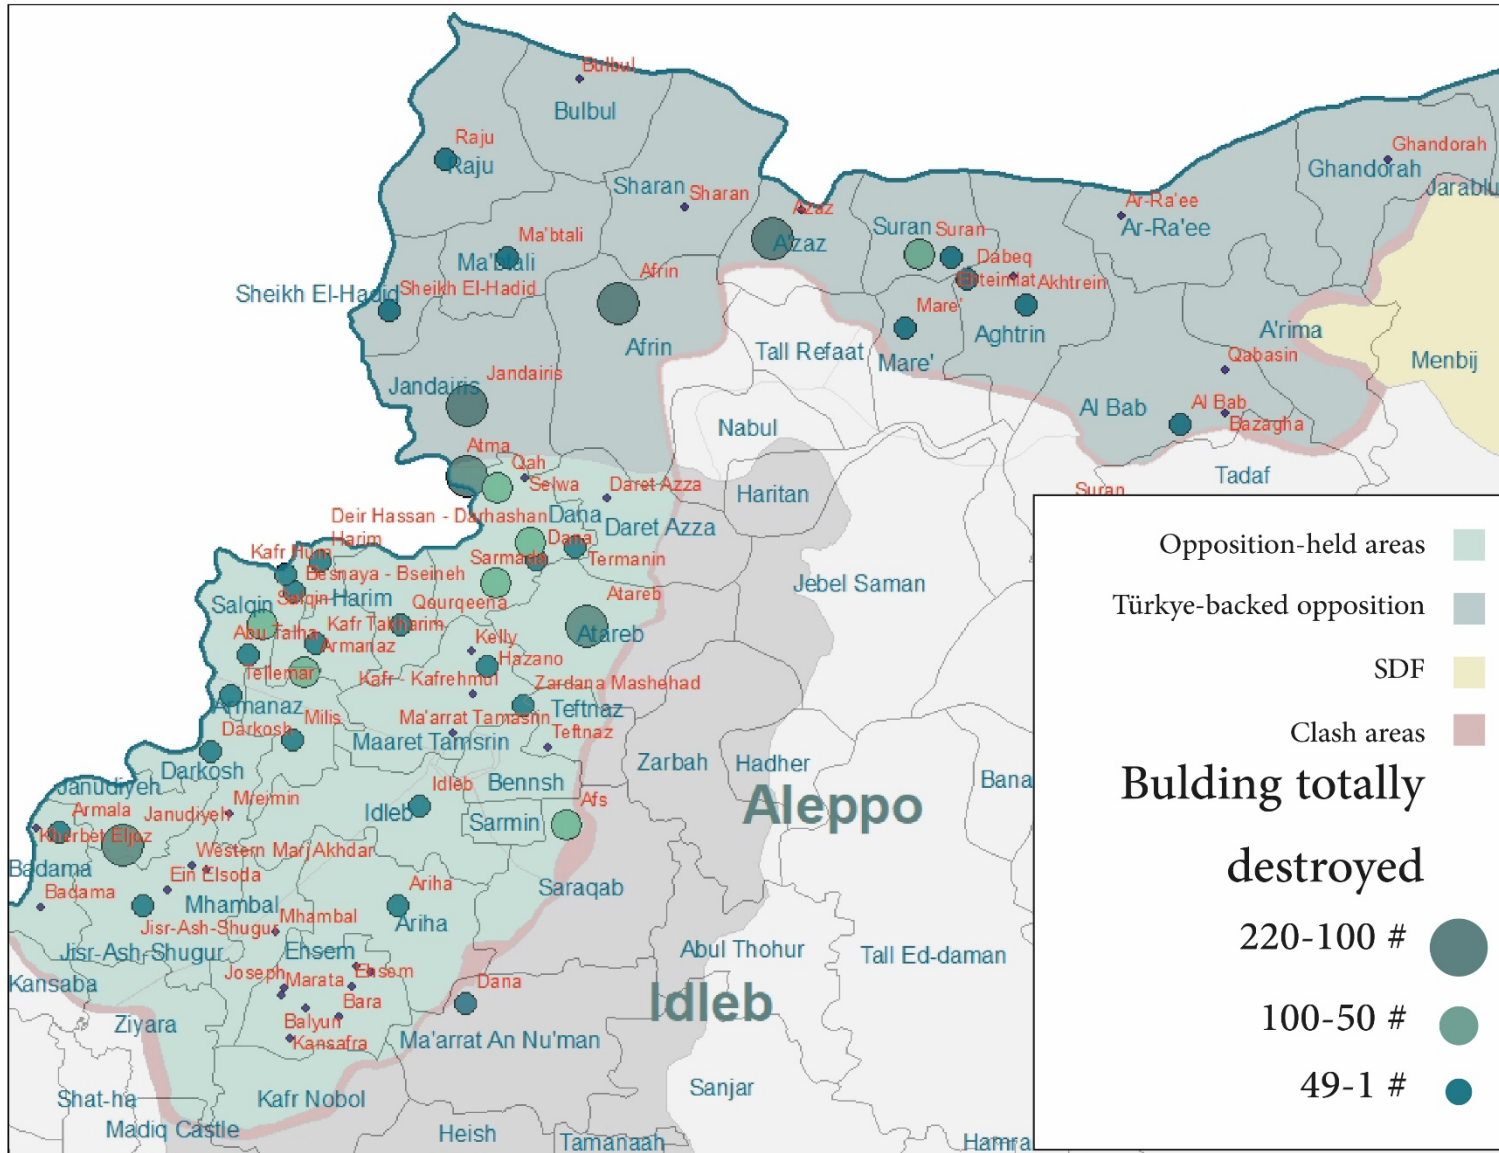 Bulbul
Bulbul
Raju
Raju
Sharan
Sharan
Ghandorah
Ghandorah
Jarablu
Azaz
A'zaz
Ar-Ra'ee
Ar-Ra'ee
Suran
Suran
Ma'btali
Ma'btali
Dabeq
Ehteimlat
Akhtrein
Afrin
Sheikh El-Hadid
Sheikh El-Hadid
Mare'
Aghtrin
A'rima
Afrin
Tall Refaat
Mare'
Qabasin
Menbij
Jandairis
Jandairis
Al Bab
Al Bab
Bazagha
Nabul
Atma
Qah
Selwa
Daret Azza
Haritan
Tadaf
Suran
Deir Hassan - Darhashan
Dana
Daret Azza
Harim
Dana
Kafr Hum
Sarmada
Termanin
Besnaya - Bseineh
Jebel Saman
Salqin
Salqin
Harim
Qourqeena
Atareb
Abu Talha
Kafr Takharim
Atareb
Armanaz
Kelly
Hazano
Tellemar
Kafr - Kafrehmul
Zardana Mashehad
Armanaz
Milis
Ma'arrat Tamasrin
Teftnaz
Darkosh
Maaret Tamsrin
Teftnaz
Darkosh
Zarbah
Hadher
Bana
Janudiyeh
Bennsh
Idleb
Armala
Janudiyeh
Mreimin
Idleb
Afs
Aleppo
Kherbet Eljoz
Sarmin
Western Marj Akhdar
Badama
Ein Elsoda
Badama
Ariha
Saraqab
Mhambal
Jisr-Ash-Shugur
Mhambal
Ariha
Jisr-Ash-Shugur
Ehsem
Abul Thohur
Tall Ed-daman
Kansaba
Joseph
Marata
Ehsem
Dana
Idleb
Bara
Ziyara
Balyun
Kansafra
Ma'arrat An Nu'man
Shat-ha
Kafr Nobol
Sanjar
Madiq Castle
Heish
Tamanaah
Hamra
Opposition-held areas
Türkye-backed opposition
SDF
Clash areas
Bulding totally
destroyed
220-100 #
100-50 #
49-1 #